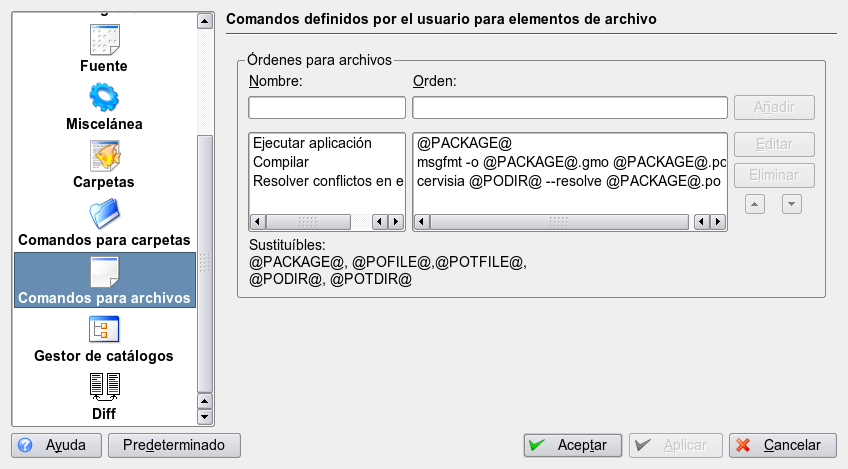 Comandos definidos por el usuario para elementos de archivo
Fuente
Miscelánea
Carpetas
Comandos para carpetas
Comandos para archivos
Gestor de catálogos
Diff
Órdenes para archivos
Nombre:
Orden:
Añadir
Ejecutar aplicación
@PACKAGE@
Editar
Compilar
msgfmt -o @PACKAGE@.gmo @PACKAGE@.po
Resolver conflictos en e
cervisia @PODIR@ --resolve @PACKAGE@.po
Eliminar
Sustituíbles:
@PACKAGE@, @POFILE@,@POTFILE@,
@PODIR@, @POTDIR@
Ayuda
Predeterminado
Aceptar
Aplicar
Cancelar